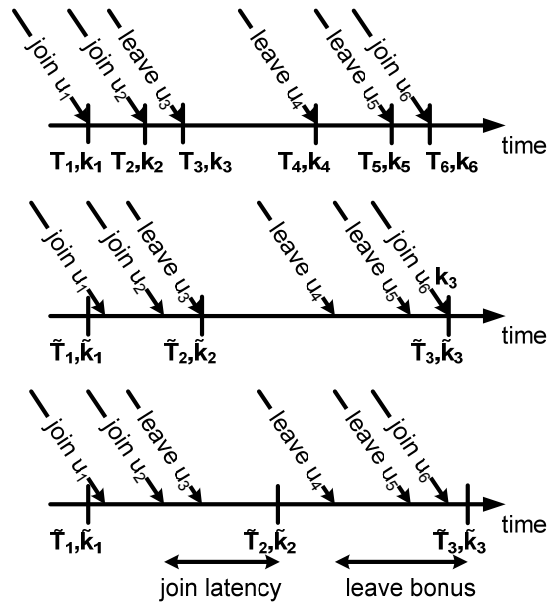 join u1 join u2 leave u3 leave u4 leave u5 join u6
time
T1,k1 T2,k2 T3,k3 T4,k4 T5,k5 T6,k6
join u1 join u2 leave u3 leave u4 leave u5 join u6 k3
time
T̃1,k̃1 T̃2,k̃2 T̃3,k̃3
join u1 join u2 leave u3 leave u4 leave u5 join u6
time
T̃1,k̃1 T̃2,k̃2 T̃3,k̃3
join latency leave bonus